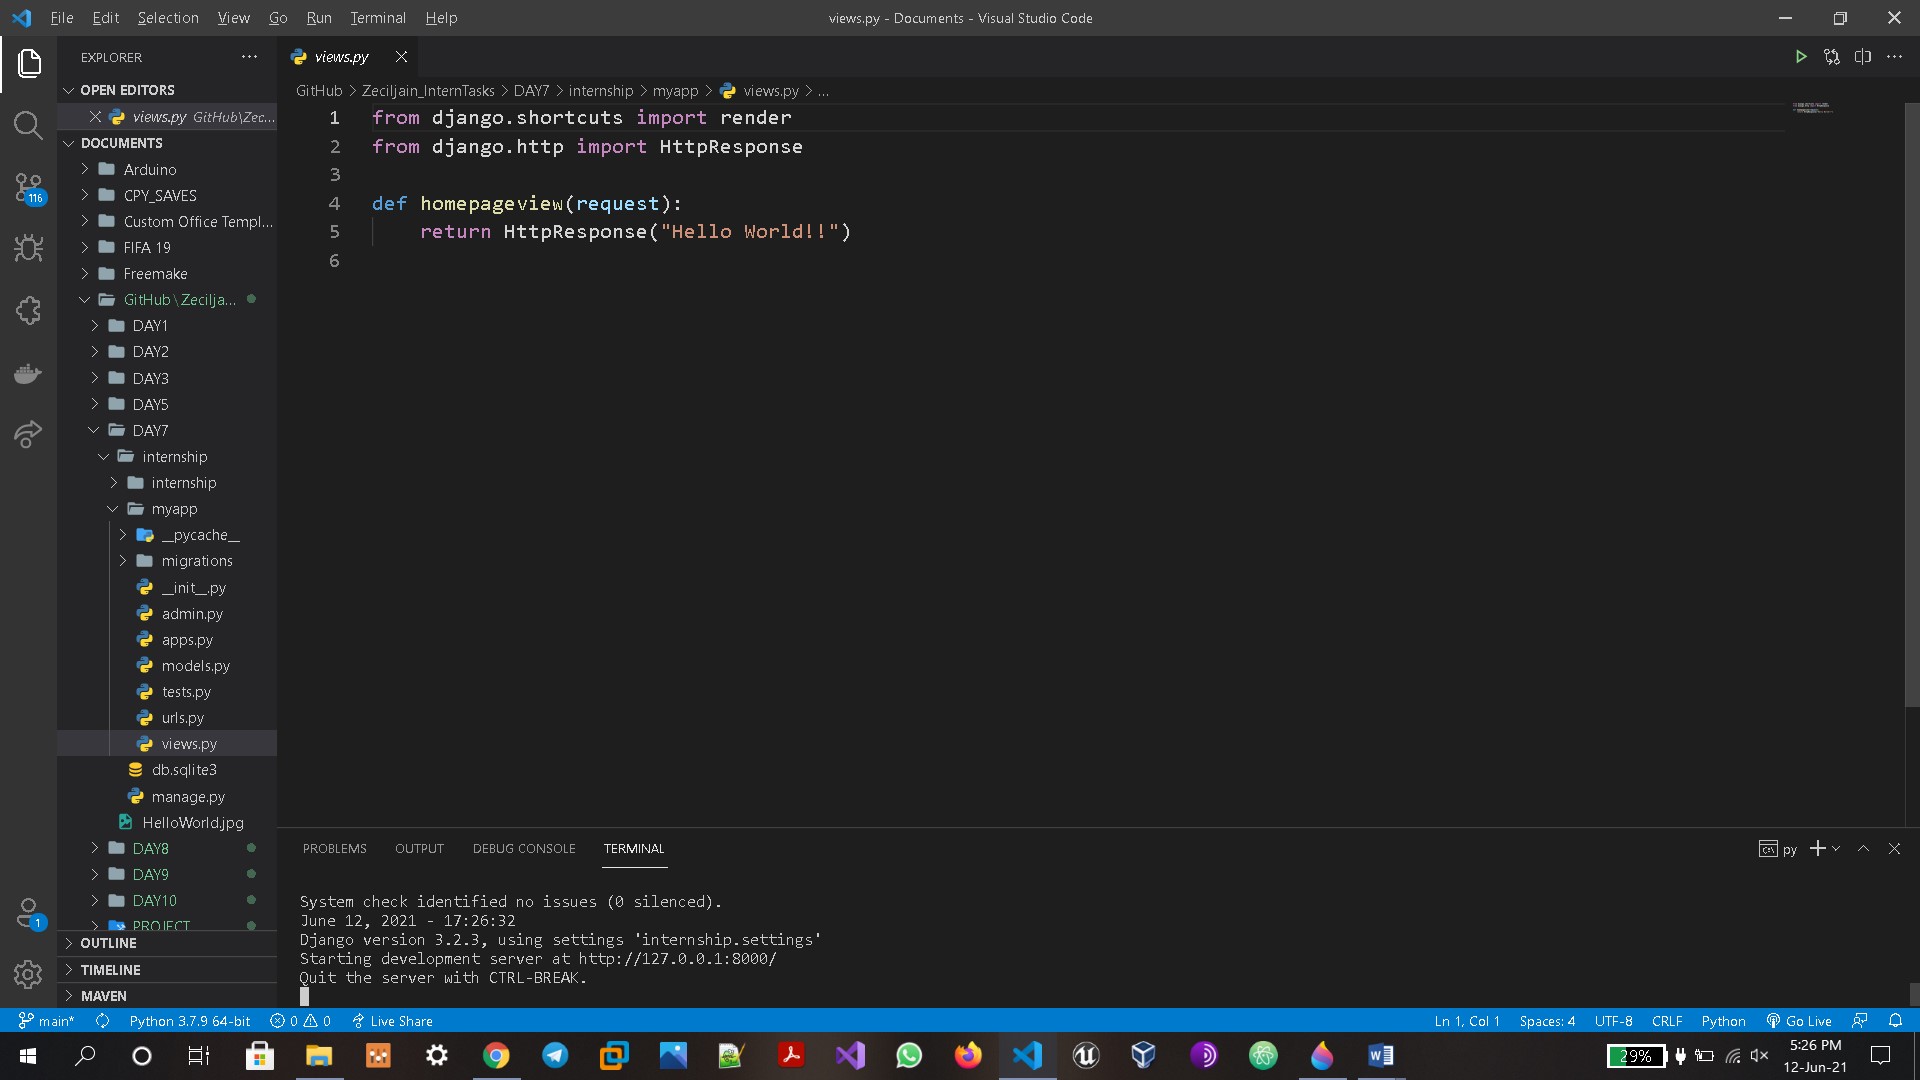 File Edit Selection View Go Run Terminal Help
views.py - Documents - Visual Studio Code
EXPLORER
views.py
OPEN EDITORS
views.py GitHub\Zec...
DOCUMENTS
Arduino
CPY_SAVES
Custom Office Templ...
FIFA 19
Freemake
GitHub\Zecilja...
DAY1
DAY2
DAY3
DAY5
DAY7
internship
internship
myapp
__pycache__
migrations
__init__.py
admin.py
apps.py
models.py
tests.py
urls.py
views.py
db.sqlite3
manage.py
HelloWorld.jpg
DAY8
DAY9
DAY10
PROJECT
OUTLINE
TIMELINE
MAVEN
116
1
GitHub > Zeciljain_InternTasks > DAY7 > internship > myapp > views.py > ...
1 from django.shortcuts import render
2 from django.http import HttpResponse
3
4 def homepageview(request):
5 return HttpResponse("Hello World!!")
6
PROBLEMS OUTPUT DEBUG CONSOLE TERMINAL
py
System check identified no issues (0 silenced).
June 12, 2021 - 17:26:32
Django version 3.2.3, using settings 'internship.settings'
Starting development server at http://127.0.0.1:8000/
Quit the server with CTRL-BREAK.
main* Python 3.7.9 64-bit 0 0 Live Share
Ln 1, Col 1 Spaces: 4 UTF-8 CRLF Python Go Live
29%
5:26 PM
12-Jun-21